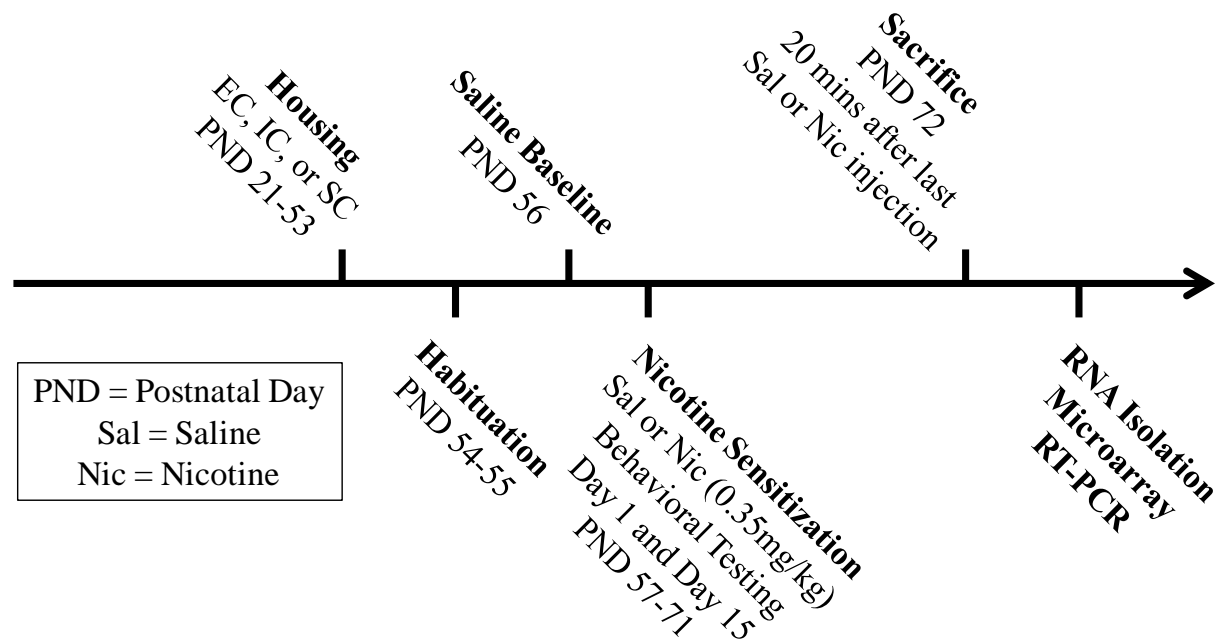 Housing
EC, IC, or SC
PND 21-53
Saline Baseline
PND 56
Sacrifice
PND 72
20 mins after last
Sal or Nic injection
Habituation
PND 54-55
Nicotine Sensitization
Sal or Nic (0.35mg/kg)
Behavioral Testing
Day 1 and Day 15
PND 57-71
RNA Isolation
Microarray
RT-PCR
PND = Postnatal Day
Sal = Saline
Nic = Nicotine